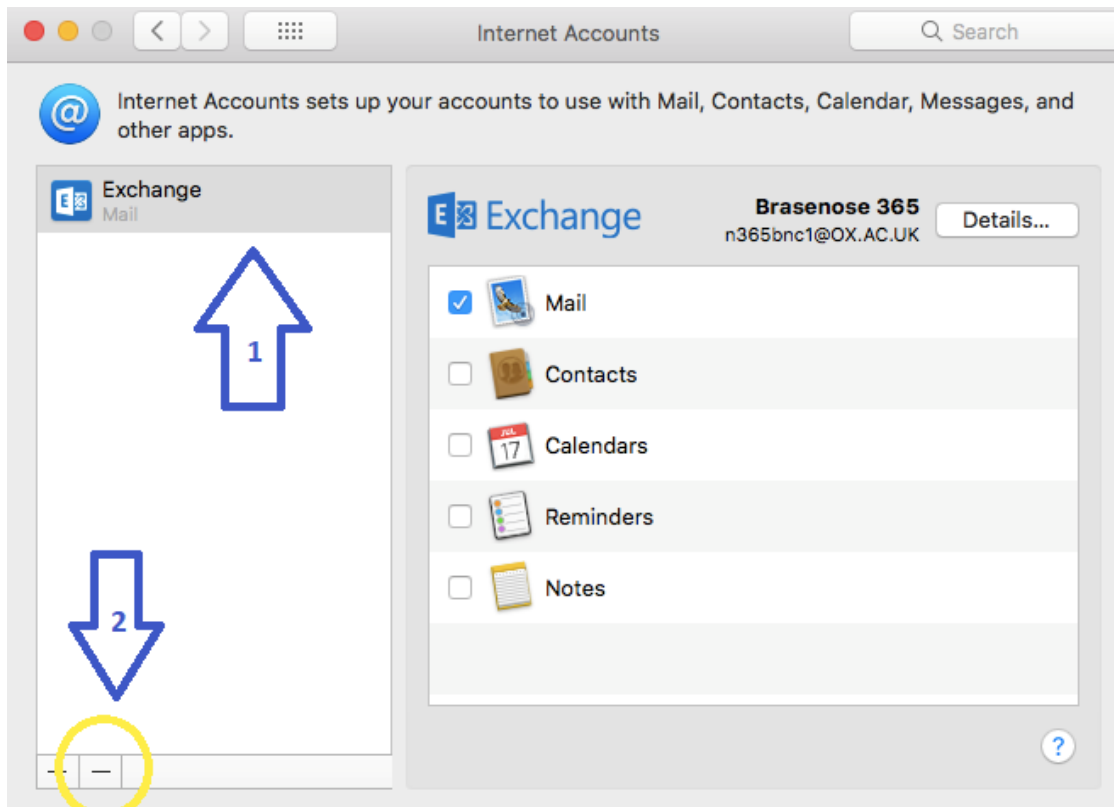 Internet Accounts
Search
Internet Accounts sets up your accounts to use with Mail, Contacts, Calendar, Messages, and
other apps.
Exchange
Mail
1
2
Exchange
Brasenose 365
n365bnc1@OX.AC.UK
Details...
Mail
Contacts
JUL
17
Calendars
Reminders
Notes
?